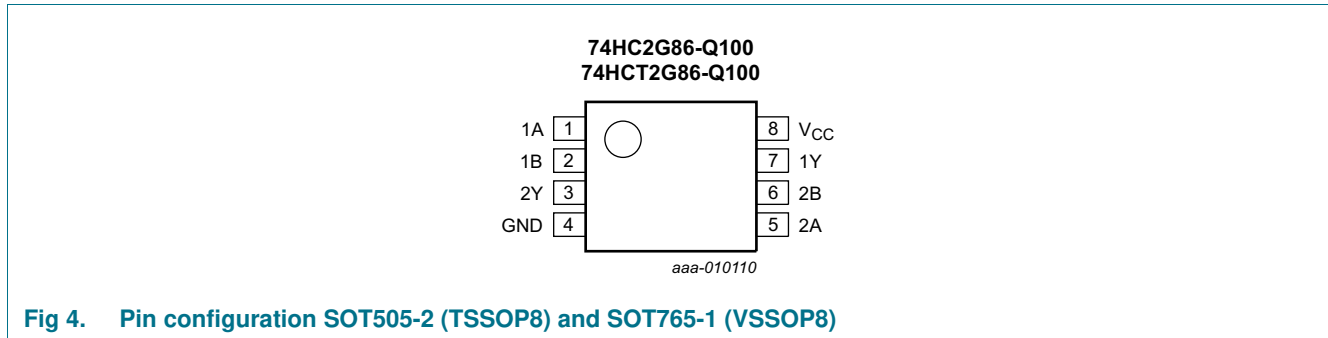 74HC2G86-Q100
74HCT2G86-Q100
1A 1 8 VCC
1B 2 7 1Y
2Y 3 6 2B
GND 4 5 2A
aaa-010110
Fig 4. Pin configuration SOT505-2 (TSSOP8) and SOT765-1 (VSSOP8)